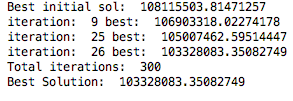 Best initial sol:  108115503.81471257
iteration:  9 best:  106903318.02274178
iteration:  25 best:  105007462.59514447
iteration:  26 best:  103328083.35082749
Total iterations:  300
Best Solution:  103328083.35082749